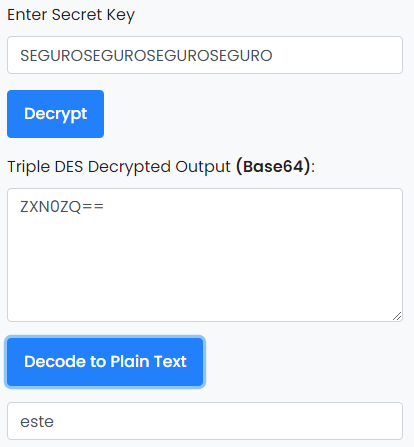 Enter Secret Key
SEGUROSEGUROSEGUROSEGURO
Decrypt
Triple DES Decrypted Output (Base64):
ZXN0ZQ==
Decode to Plain Text
este